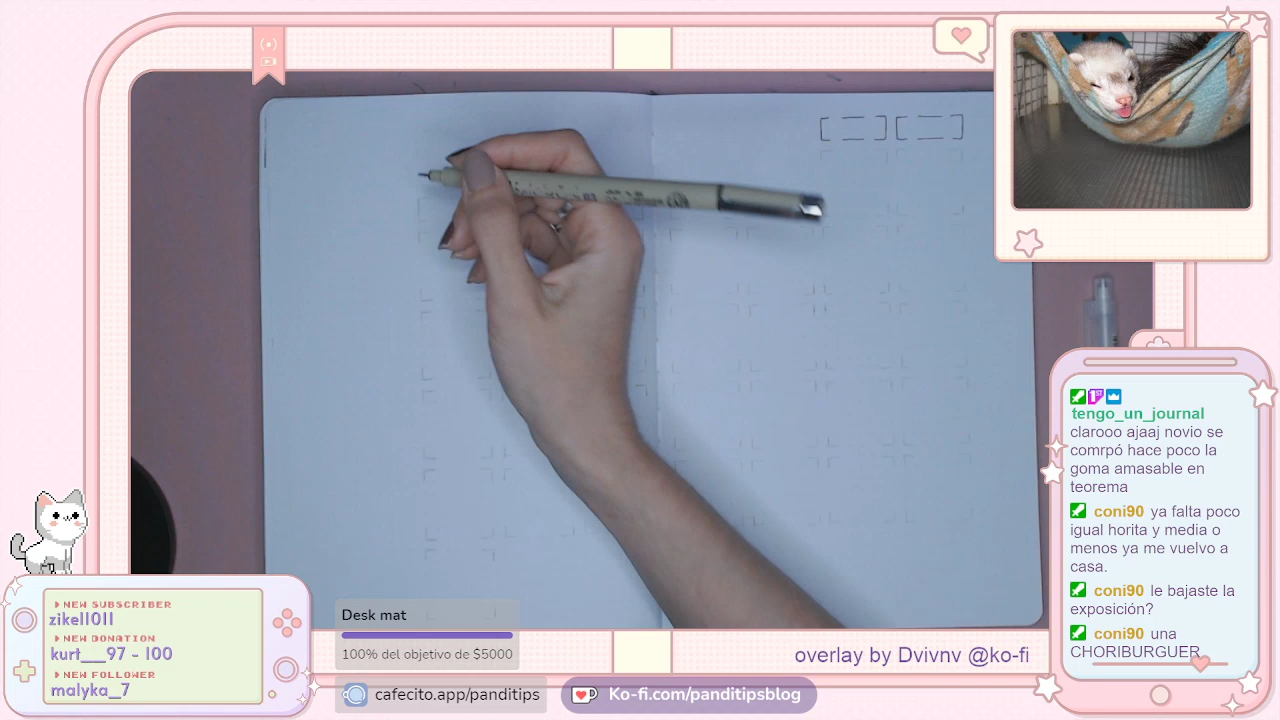 tengo_un_journal
clarooo ajaaj novio se
comrpó hace poco la
goma amasable en
teorema
coni90 ya falta poco
igual horita y media o
menos ya me vuelvo a
casa.
coni90 le bajaste la
exposición?
coni90 una
CHORIBURGUER
NEW SUBSCRIBER
zikel1011
NEW DONATION
kurt__97 - 100
NEW FOLLOWER
malyka_7
Desk mat
100% del objetivo de $5000
overlay by Dvivnv @ko-fi
cafecito.app/panditips
Ko-fi.com/panditipsblog